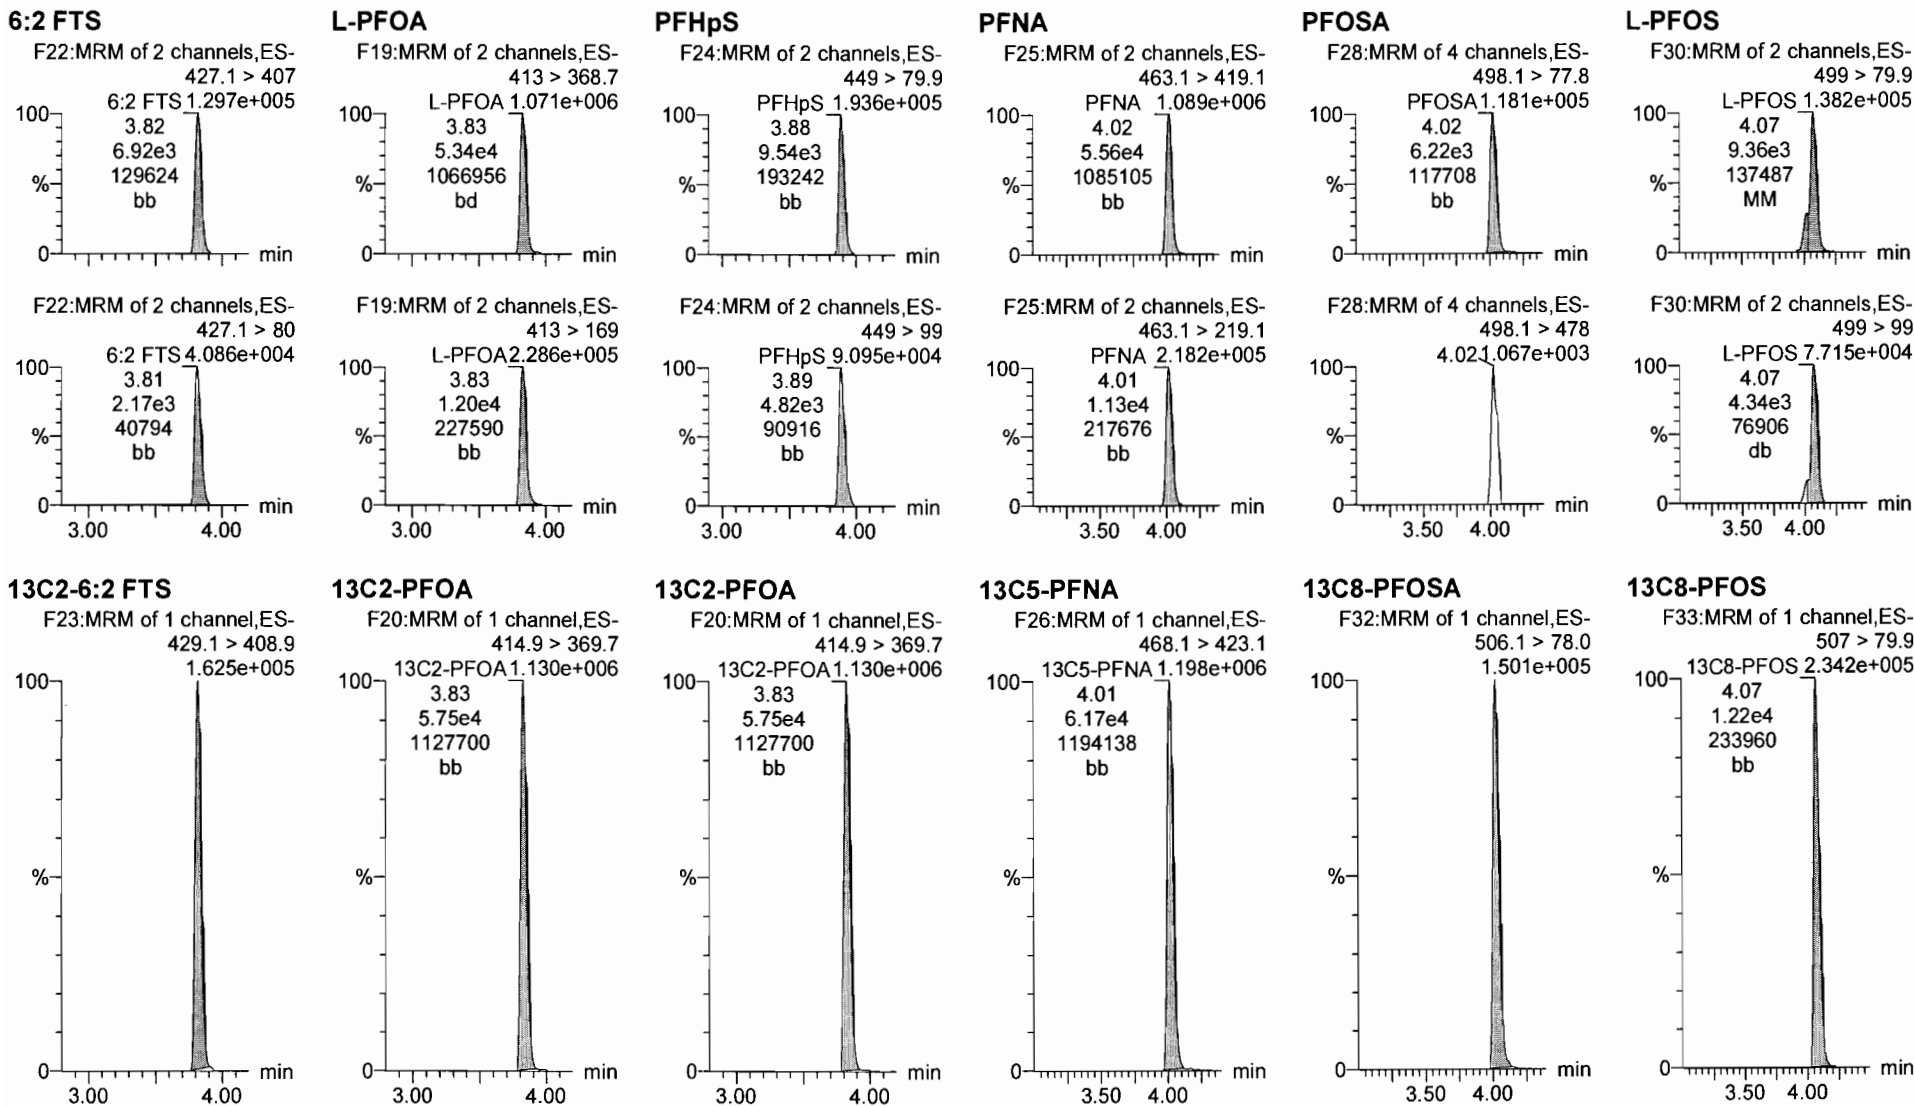 6:2 FTS
F22:MRM of 2 channels,ES-
427.1 > 407
6:2 FTS 1.297e+005
100
3.82
6.92e3
129624
bb
%
0
min
L-PFOA
F19:MRM of 2 channels,ES-
413 > 368.7
L-PFOA 1.071e+006
100
3.83
5.34e4
1066956
bd
%
0
min
PFHpS
F24:MRM of 2 channels,ES-
449 > 79.9
PFHpS 1.936e+005
100
3.88
9.54e3
193242
bb
%
0
min
PFNA
F25:MRM of 2 channels,ES-
463.1 > 419.1
PFNA 1.089e+006
100
4.02
5.56e4
1085105
bb
%
0
min
PFOSA
F28:MRM of 4 channels,ES-
498.1 > 77.8
PFOSA 1.181e+005
100
4.02
6.22e3
117708
bb
%
0
min
L-PFOS
F30:MRM of 2 channels,ES-
499 > 79.9
L-PFOS 1.382e+005
100
4.07
9.36e3
137487
MM
%
0
min
F22:MRM of 2 channels,ES-
427.1 > 80
6:2 FTS 4.086e+004
100
3.81
2.17e3
40794
bb
%
0
min
3.00 4.00
F19:MRM of 2 channels,ES-
413 > 169
L-PFOA 2.286e+005
100
3.83
1.20e4
227590
bb
%
0
min
3.00 4.00
F24:MRM of 2 channels,ES-
449 > 99
PFHpS 9.095e+004
100
3.89
4.82e3
90916
bb
%
0
min
3.00 4.00
F25:MRM of 2 channels,ES-
463.1 > 219.1
PFNA 2.182e+005
100
4.01
1.13e4
217676
bb
%
0
min
3.50 4.00
F28:MRM of 4 channels,ES-
498.1 > 478
4.02 1.067e+003
100
%
0
min
3.50 4.00
F30:MRM of 2 channels,ES-
499 > 99
L-PFOS 7.715e+004
100
4.07
4.34e3
76906
db
%
0
min
3.50 4.00
13C2-6:2 FTS
F23:MRM of 1 channel,ES-
429.1 > 408.9
1.625e+005
100
%
0
min
3.00 4.00
13C2-PFOA
F20:MRM of 1 channel,ES-
414.9 > 369.7
13C2-PFOA 1.130e+006
100
3.83
5.75e4
1127700
bb
%
0
min
3.00 4.00
13C2-PFOA
F20:MRM of 1 channel,ES-
414.9 > 369.7
13C2-PFOA 1.130e+006
100
3.83
5.75e4
1127700
bb
%
0
min
3.00 4.00
13C5-PFNA
F26:MRM of 1 channel,ES-
468.1 > 423.1
13C5-PFNA 1.198e+006
100
4.01
6.17e4
1194138
bb
%
0
min
3.50 4.00
13C8-PFOSA
F32:MRM of 1 channel,ES-
506.1 > 78.0
1.501e+005
100
%
0
min
3.50 4.00
13C8-PFOS
F33:MRM of 1 channel,ES-
507 > 79.9
13C8-PFOS 2.342e+005
100
4.07
1.22e4
233960
bb
%
0
min
3.50 4.00